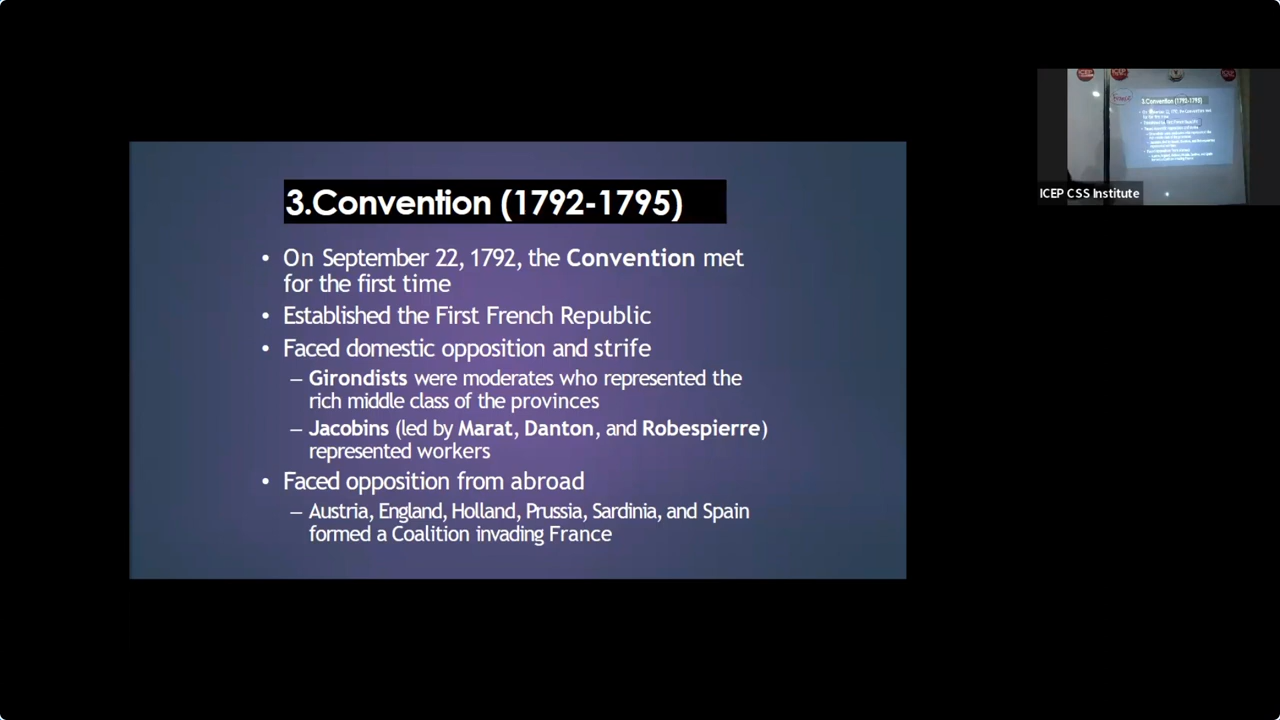 3.Convention (1792-1795)
• On September 22, 1792, the Convention met
for the first time
• Established the First French Republic
• Faced domestic opposition and strife
– Girondists were moderates who represented the
rich middle class of the provinces
– Jacobins (led by Marat, Danton, and Robespierre)
represented workers
• Faced opposition from abroad
– Austria, England, Holland, Prussia, Sardinia, and Spain
formed a Coalition invading France
3.Convention (1792-1795)
ICEP CSS Institute